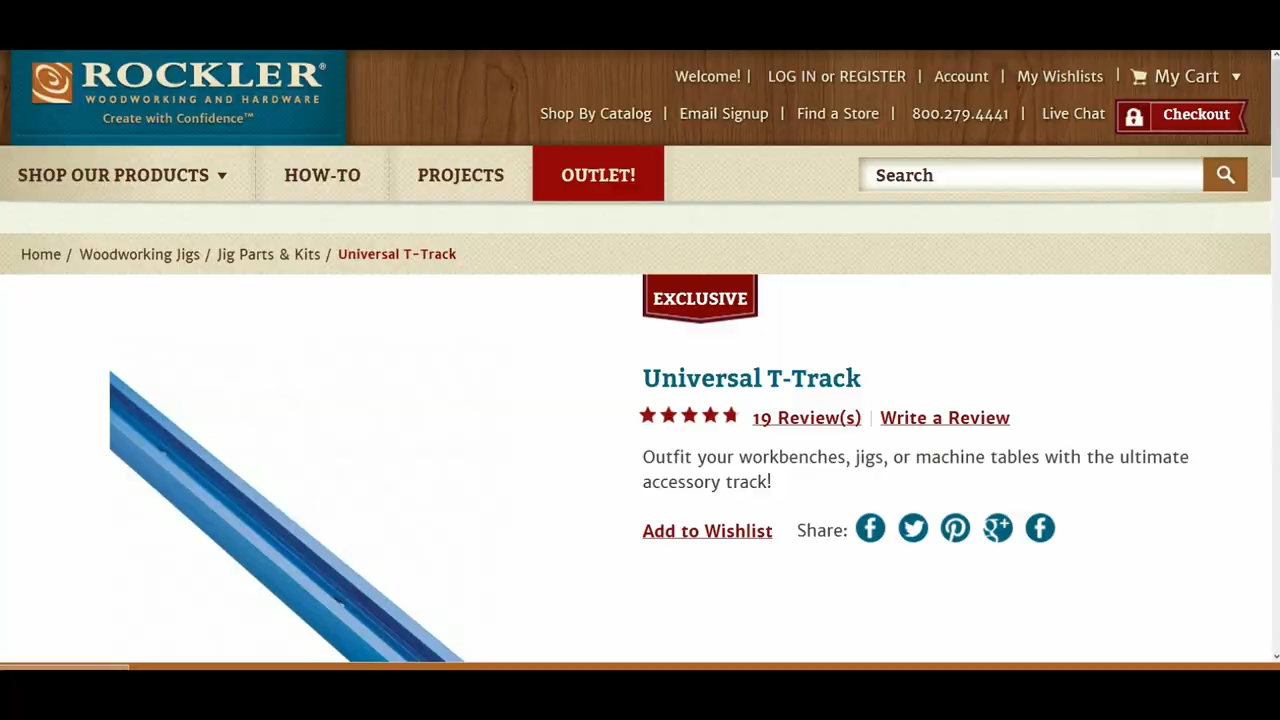 ROCKLER®
WOODWORKING AND HARDWARE
Create with Confidence™
Welcome! | LOG IN or REGISTER | Account | My Wishlists | My Cart ▼
Shop By Catalog | Email Signup | Find a Store | 800.279.4441 | Live Chat Checkout
SHOP OUR PRODUCTS ▼ HOW-TO PROJECTS OUTLET! Search
Home / Woodworking Jigs / Jig Parts & Kits / Universal T-Track
EXCLUSIVE
Universal T-Track
19 Review(s) | Write a Review
Outfit your workbenches, jigs, or machine tables with the ultimate
accessory track!
Add to Wishlist Share: